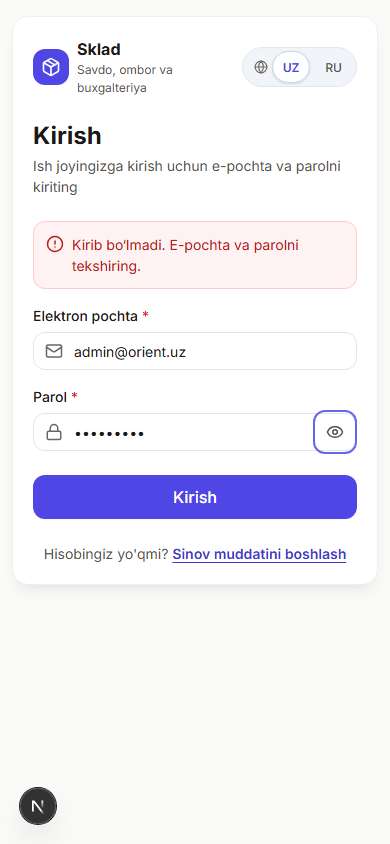 Sklad
Savdo, ombor va
buxgalteriya
UZ
RU
Kirish
Ish joyingizga kirish uchun e-pochta va parolni
kiriting
Kirib bo'lmadi. E-pochta va parolni
tekshiring.
Elektron pochta *
admin@orient.uz
Parol *
•••••••••
Kirish
Hisobingiz yo'qmi? Sinov muddatini boshlash
N